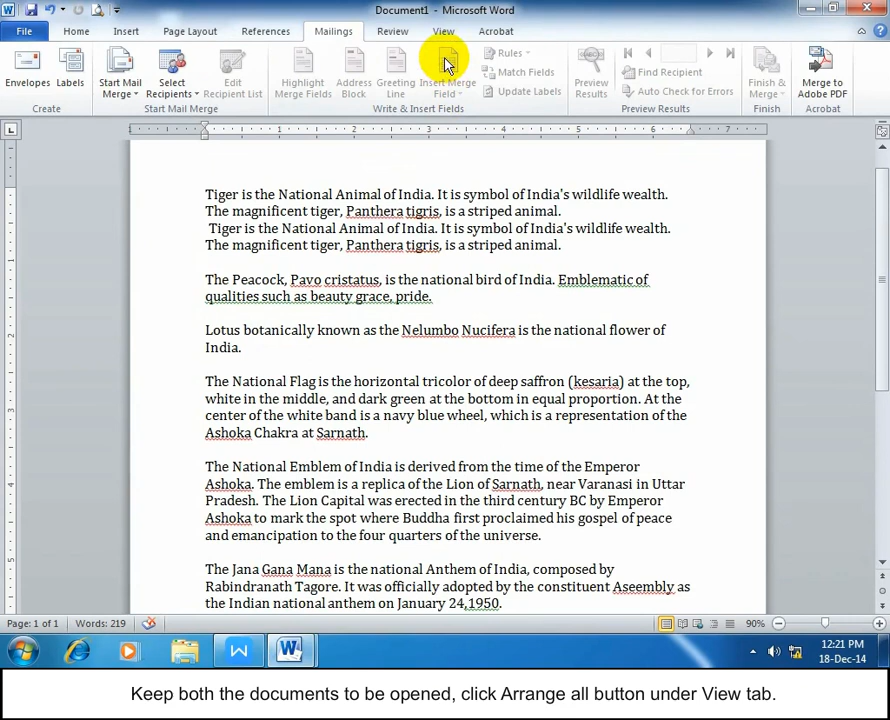 Document1 - Microsoft Word
File Home Insert Page Layout References Mailings Review View Acrobat
Envelopes Labels
Create
Start Mail Merge
Select Recipients
Edit Recipient List
Start Mail Merge
Highlight Merge Fields
Address Block
Greeting Line
Insert Merge Field
Rules
Match Fields
Update Labels
Write & Insert Fields
Preview Results
Find Recipient
Auto Check for Errors
Preview Results
Finish & Merge
Finish
Merge to Adobe PDF
Acrobat
1 1 2 3 4 5 6 7
Tiger is the National Animal of India. It is symbol of India's wildlife wealth.
The magnificent tiger, Panthera tigris, is a striped animal.
Tiger is the National Animal of India. It is symbol of India's wildlife wealth.
The magnificent tiger, Panthera tigris, is a striped animal.
The Peacock, Pavo cristatus, is the national bird of India. Emblematic of
qualities such as beauty grace, pride.
Lotus botanically known as the Nelumbo Nucifera is the national flower of
India.
The National Flag is the horizontal tricolor of deep saffron (kesaria) at the top,
white in the middle, and dark green at the bottom in equal proportion. At the
center of the white band is a navy blue wheel, which is a representation of the
Ashoka Chakra at Sarnath.
The National Emblem of India is derived from the time of the Emperor
Ashoka. The emblem is a replica of the Lion of Sarnath, near Varanasi in Uttar
Pradesh. The Lion Capital was erected in the third century BC by Emperor
Ashoka to mark the spot where Buddha first proclaimed his gospel of peace
and emancipation to the four quarters of the universe.
The Jana Gana Mana is the national Anthem of India, composed by
Rabindranath Tagore. It was officially adopted by the constituent Aseembly as
the Indian national anthem on January 24,1950.
Page: 1 of 1 Words: 219 90%
12:21 PM
18-Dec-14
Keep both the documents to be opened, click Arrange all button under View tab.